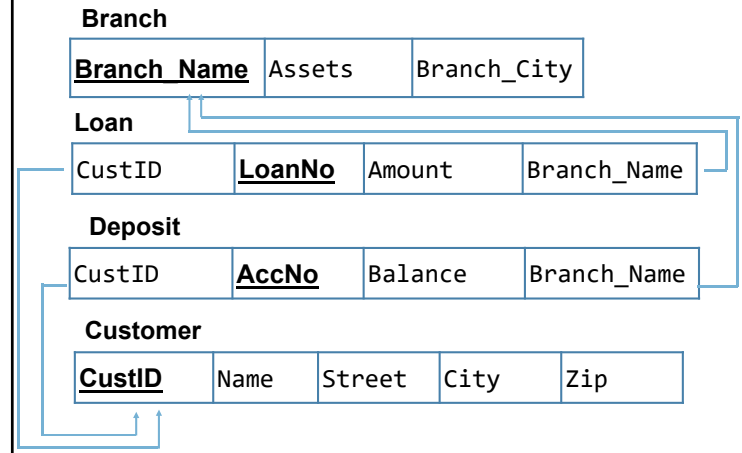 Branch
Branch_Name Assets Branch_City
Loan
CustID LoanNo Amount Branch_Name
Deposit
CustID AccNo Balance Branch_Name
Customer
CustID Name Street City Zip